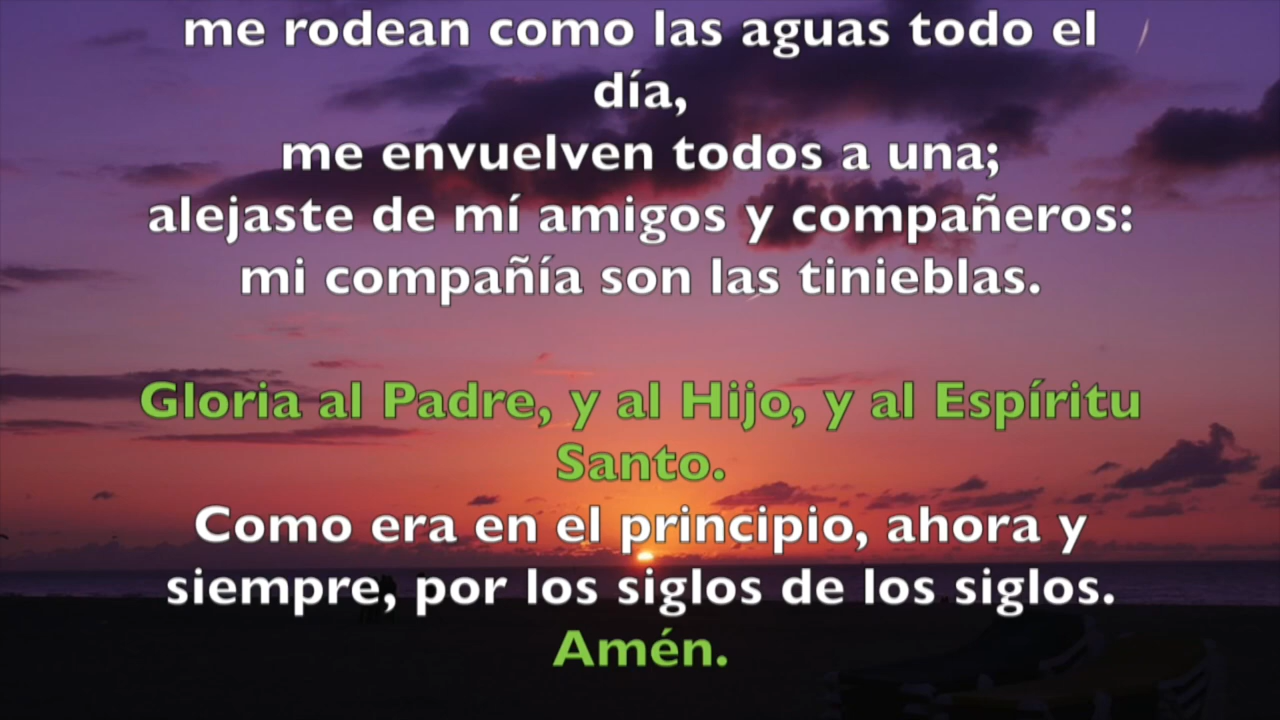 me rodean como las aguas todo el
día,
me envuelven todos a una;
alejaste de mí amigos y compañeros:
mi compañía son las tinieblas.
Gloria al Padre, y al Hijo, y al Espíritu
Santo.
Como era en el principio, ahora y
siempre, por los siglos de los siglos.
Amén.